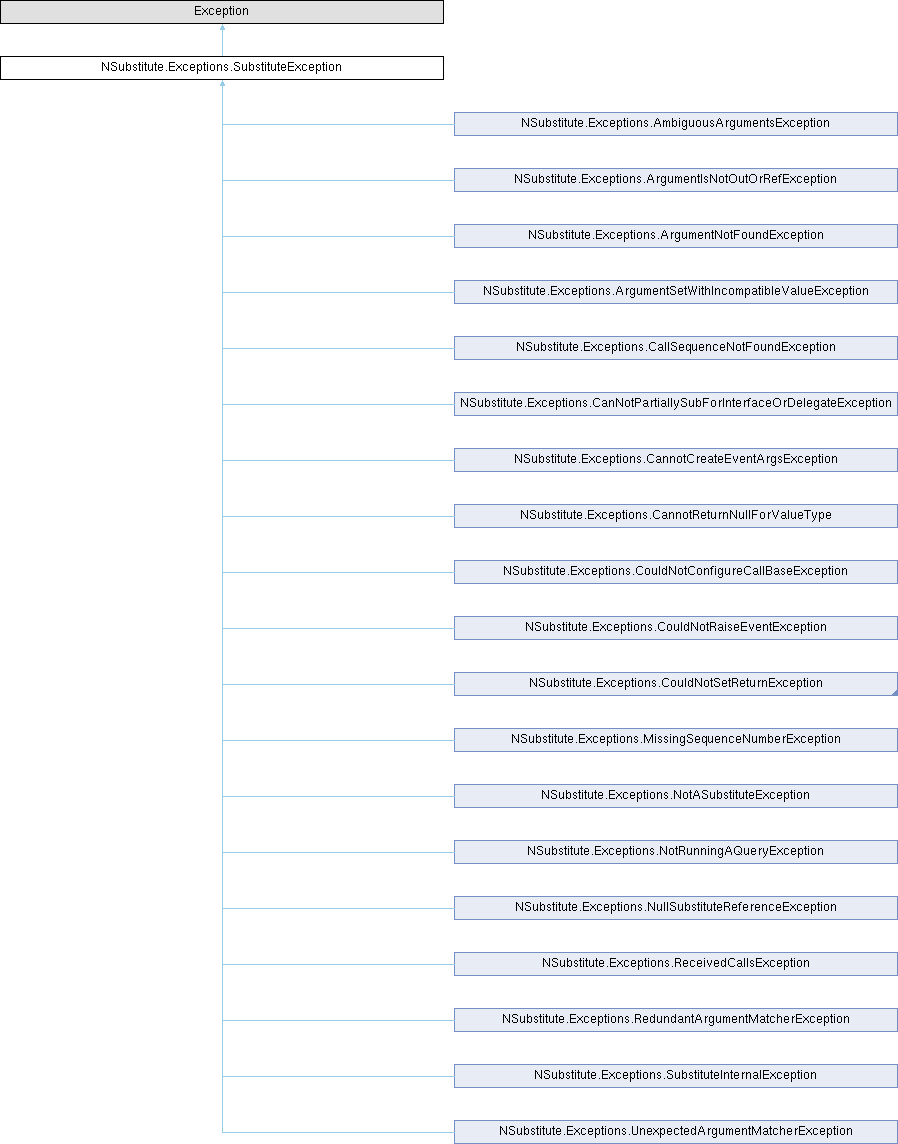 Exception
NSubstitute.Exceptions.SubstituteException
NSubstitute.Exceptions.AmbiguousArgumentsException
NSubstitute.Exceptions.ArgumentIsNotOutOrRefException
NSubstitute.Exceptions.ArgumentNotFoundException
NSubstitute.Exceptions.ArgumentSetWithIncompatibleValueException
NSubstitute.Exceptions.CallSequenceNotFoundException
NSubstitute.Exceptions.CanNotPartiallySubForInterfaceOrDelegateException
NSubstitute.Exceptions.CannotCreateEventArgsException
NSubstitute.Exceptions.CannotReturnNullForValueType
NSubstitute.Exceptions.CouldNotConfigureCallBaseException
NSubstitute.Exceptions.CouldNotRaiseEventException
NSubstitute.Exceptions.CouldNotSetReturnException
NSubstitute.Exceptions.MissingSequenceNumberException
NSubstitute.Exceptions.NotASubstituteException
NSubstitute.Exceptions.NotRunningAQueryException
NSubstitute.Exceptions.NullSubstituteReferenceException
NSubstitute.Exceptions.ReceivedCallsException
NSubstitute.Exceptions.RedundantArgumentMatcherException
NSubstitute.Exceptions.SubstituteInternalException
NSubstitute.Exceptions.UnexpectedArgumentMatcherException